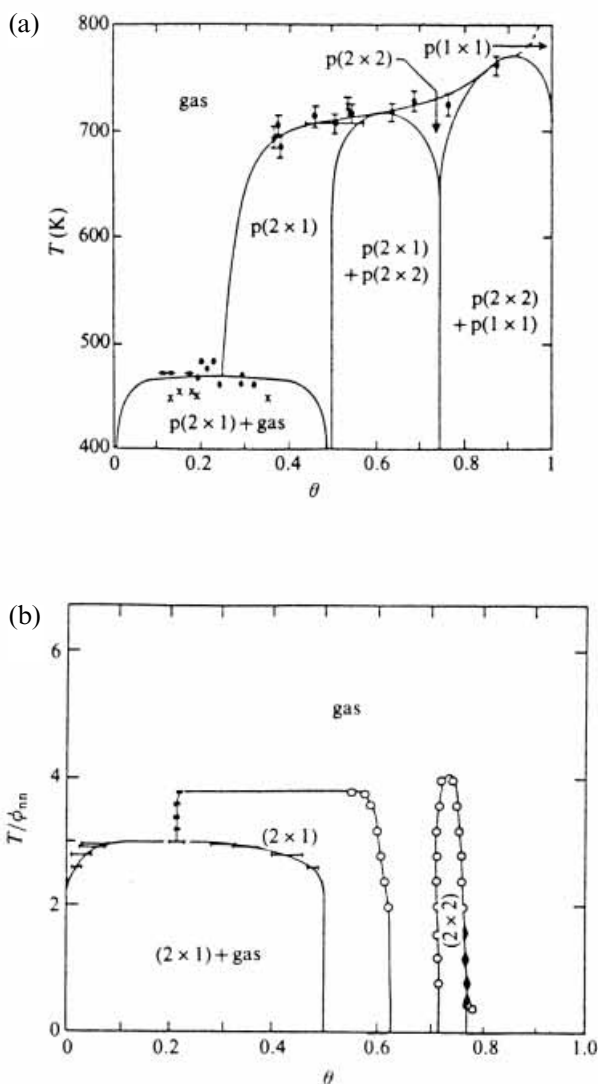 (a)
800
700
600
500
400
T(K)
gas
p(2 × 2)
p(1 × 1)
p(2 × 1)
p(2 × 1)
+ p(2 × 2)
p(2 × 2)
+ p(1 × 1)
p(2 × 1) + gas
0 0.2 0.4 0.6 0.8 1
θ
(b)
6
4
2
0
T/ϕnn
gas
(2 × 1)
(2 × 2)
(2 × 1) + gas
0 0.2 0.4 0.6 0.8 1.0
θ